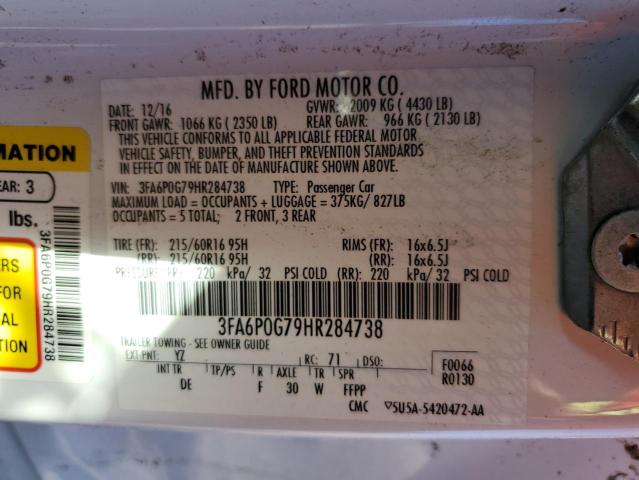 MFD. BY FORD MOTOR CO.
DATE: 12/16 GVWR: 2009 KG ( 4430 LB)
FRONT GAWR: 1066 KG ( 2350 LB) REAR GAWR: 966 KG ( 2130 LB)
THIS VEHICLE CONFORMS TO ALL APPLICABLE FEDERAL MOTOR
VEHICLE SAFETY, BUMPER, AND THEFT PREVENTION STANDARDS
IN EFFECT ON THE DATE OF MANUFACTURE SHOWN ABOVE.
VIN: 3FA6P0G79HR284738 TYPE: Passenger Car
MAXIMUM LOAD = OCCUPANTS + LUGGAGE = 375KG/ 827LB
OCCUPANTS = 5 TOTAL; 2 FRONT, 3 REAR
TIRE (FR): 215/60R16 95H RIMS (FR): 16x6.5J
(RR): 215/60R16 95H (RR): 16x6.5J
PRESSURE (FR): 220 kPa/ 32 PSI COLD (RR): 220 kPa/ 32 PSI COLD
3FA6P0G79HR284738
TRAILER TOWING - SEE OWNER GUIDE
EXT PNT: YZ RC: 71 DSO:
INT TR TP/PS R AXLE TR SPR
DE F 30 W FFPP
F0066
R0130
CMC 5U5A-5420472-AA
MATION
EAR: 3
lbs.
ERS
FOR
AL
ON
3FA6P0G79HR284738